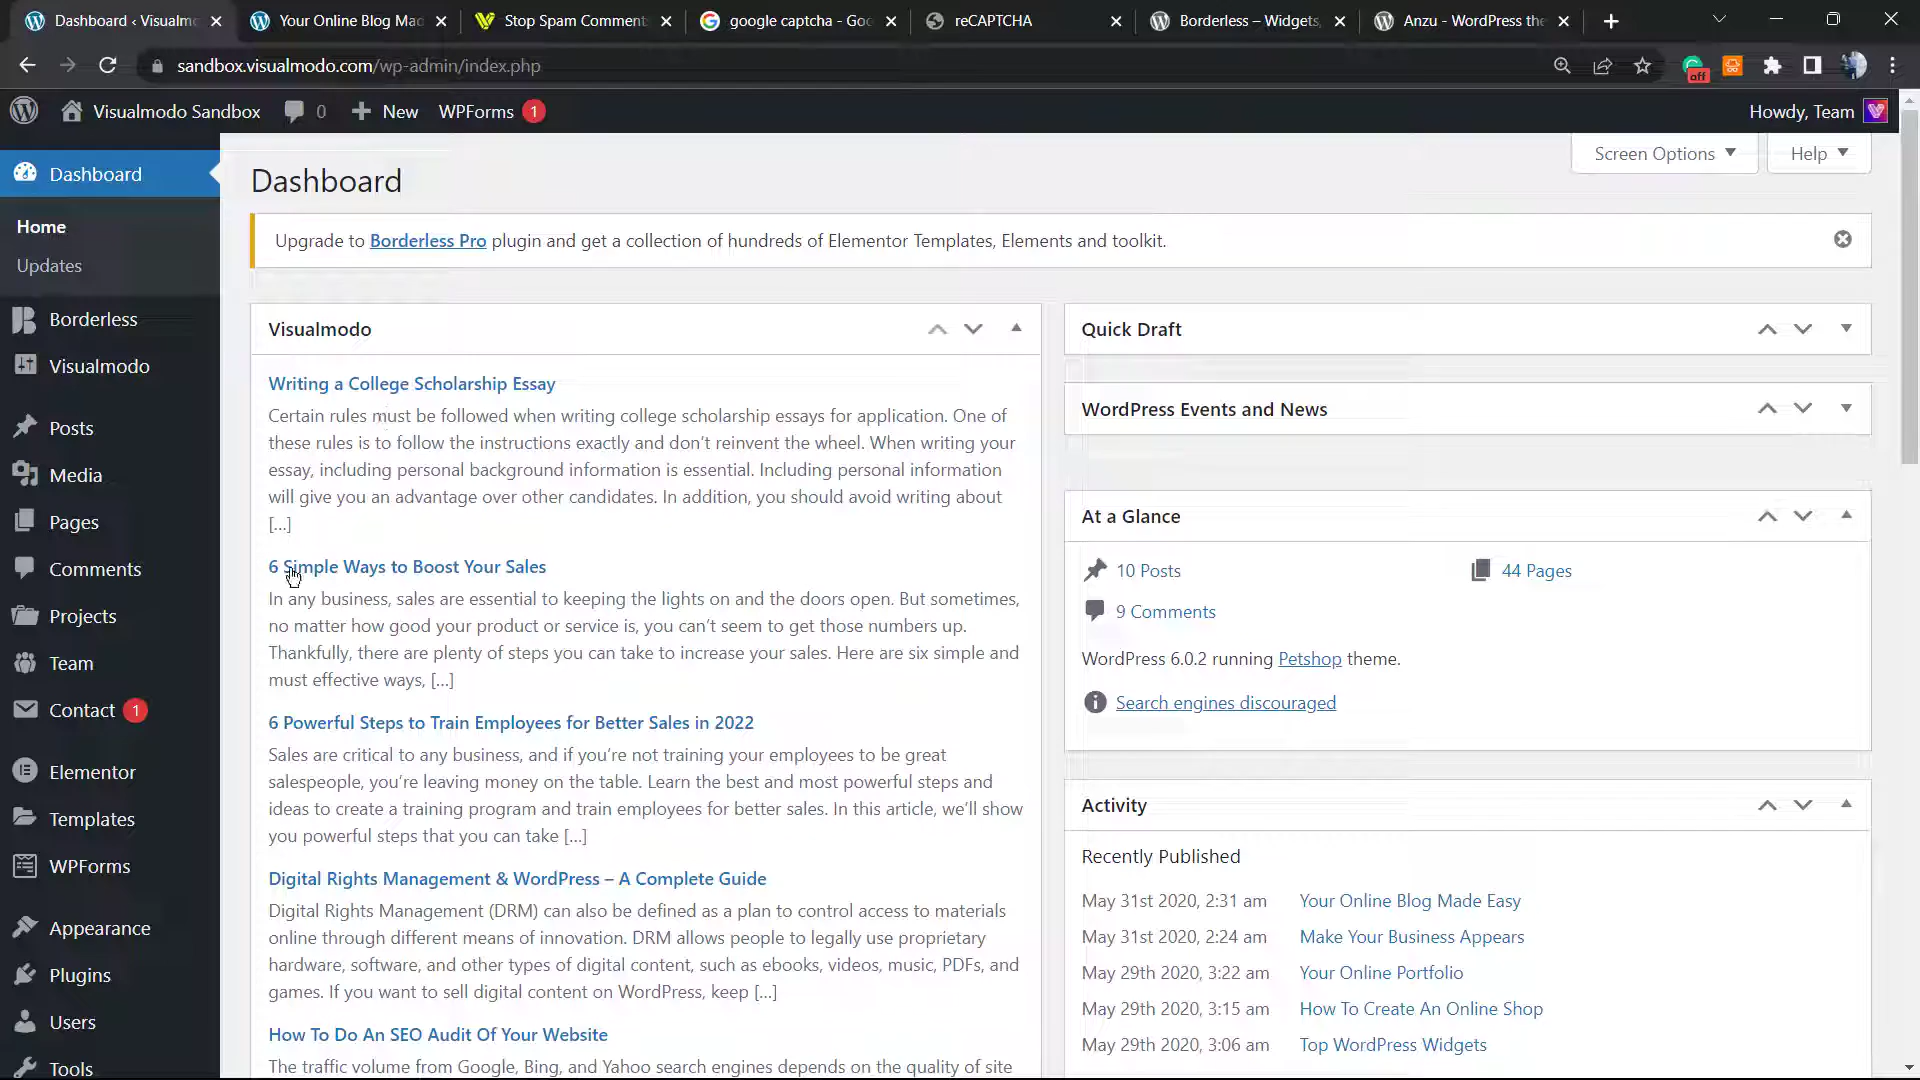 Dashboard ‹ Visualm
Your Online Blog Mad
Stop Spam Comment
google captcha - Goo
reCAPTCHA
Borderless – Widgets,
Anzu - WordPress the
sandbox.visualmodo.com/wp-admin/index.php
off
Visualmodo Sandbox
0
New
WPForms 1
Howdy, Team
Dashboard
Home
Updates
Borderless
Visualmodo
Posts
Media
Pages
Comments
Projects
Team
Contact 1
Elementor
Templates
WPForms
Appearance
Plugins
Users
Tools
Screen Options
Help
Dashboard
Upgrade to Borderless Pro plugin and get a collection of hundreds of Elementor Templates, Elements and toolkit.
Visualmodo
Writing a College Scholarship Essay
Certain rules must be followed when writing college scholarship essays for application. One of
these rules is to follow the instructions exactly and don't reinvent the wheel. When writing your
essay, including personal background information is essential. Including personal information
will give you an advantage over other candidates. In addition, you should avoid writing about
[…]
6 Simple Ways to Boost Your Sales
In any business, sales are essential to keeping the lights on and the doors open. But sometimes,
no matter how good your product or service is, you can't seem to get those numbers up.
Thankfully, there are plenty of steps you can take to increase your sales. Here are six simple and
must effective ways, […]
6 Powerful Steps to Train Employees for Better Sales in 2022
Sales are critical to any business, and if you're not training your employees to be great
salespeople, you're leaving money on the table. Learn the best and most powerful steps and
ideas to create a training program and train employees for better sales. In this article, we'll show
you powerful steps that you can take […]
Digital Rights Management & WordPress – A Complete Guide
Digital Rights Management (DRM) can also be defined as a plan to control access to materials
online through different means of innovation. DRM allows people to legally use proprietary
hardware, software, and other types of digital content, such as ebooks, videos, music, PDFs, and
games. If you want to sell digital content on WordPress, keep […]
How To Do An SEO Audit Of Your Website
The traffic volume from Google, Bing, and Yahoo search engines depends on the quality of site
Quick Draft
WordPress Events and News
At a Glance
10 Posts
44 Pages
9 Comments
WordPress 6.0.2 running Petshop theme.
Search engines discouraged
Activity
Recently Published
May 31st 2020, 2:31 am Your Online Blog Made Easy
May 31st 2020, 2:24 am Make Your Business Appears
May 29th 2020, 3:22 am Your Online Portfolio
May 29th 2020, 3:15 am How To Create An Online Shop
May 29th 2020, 3:06 am Top WordPress Widgets